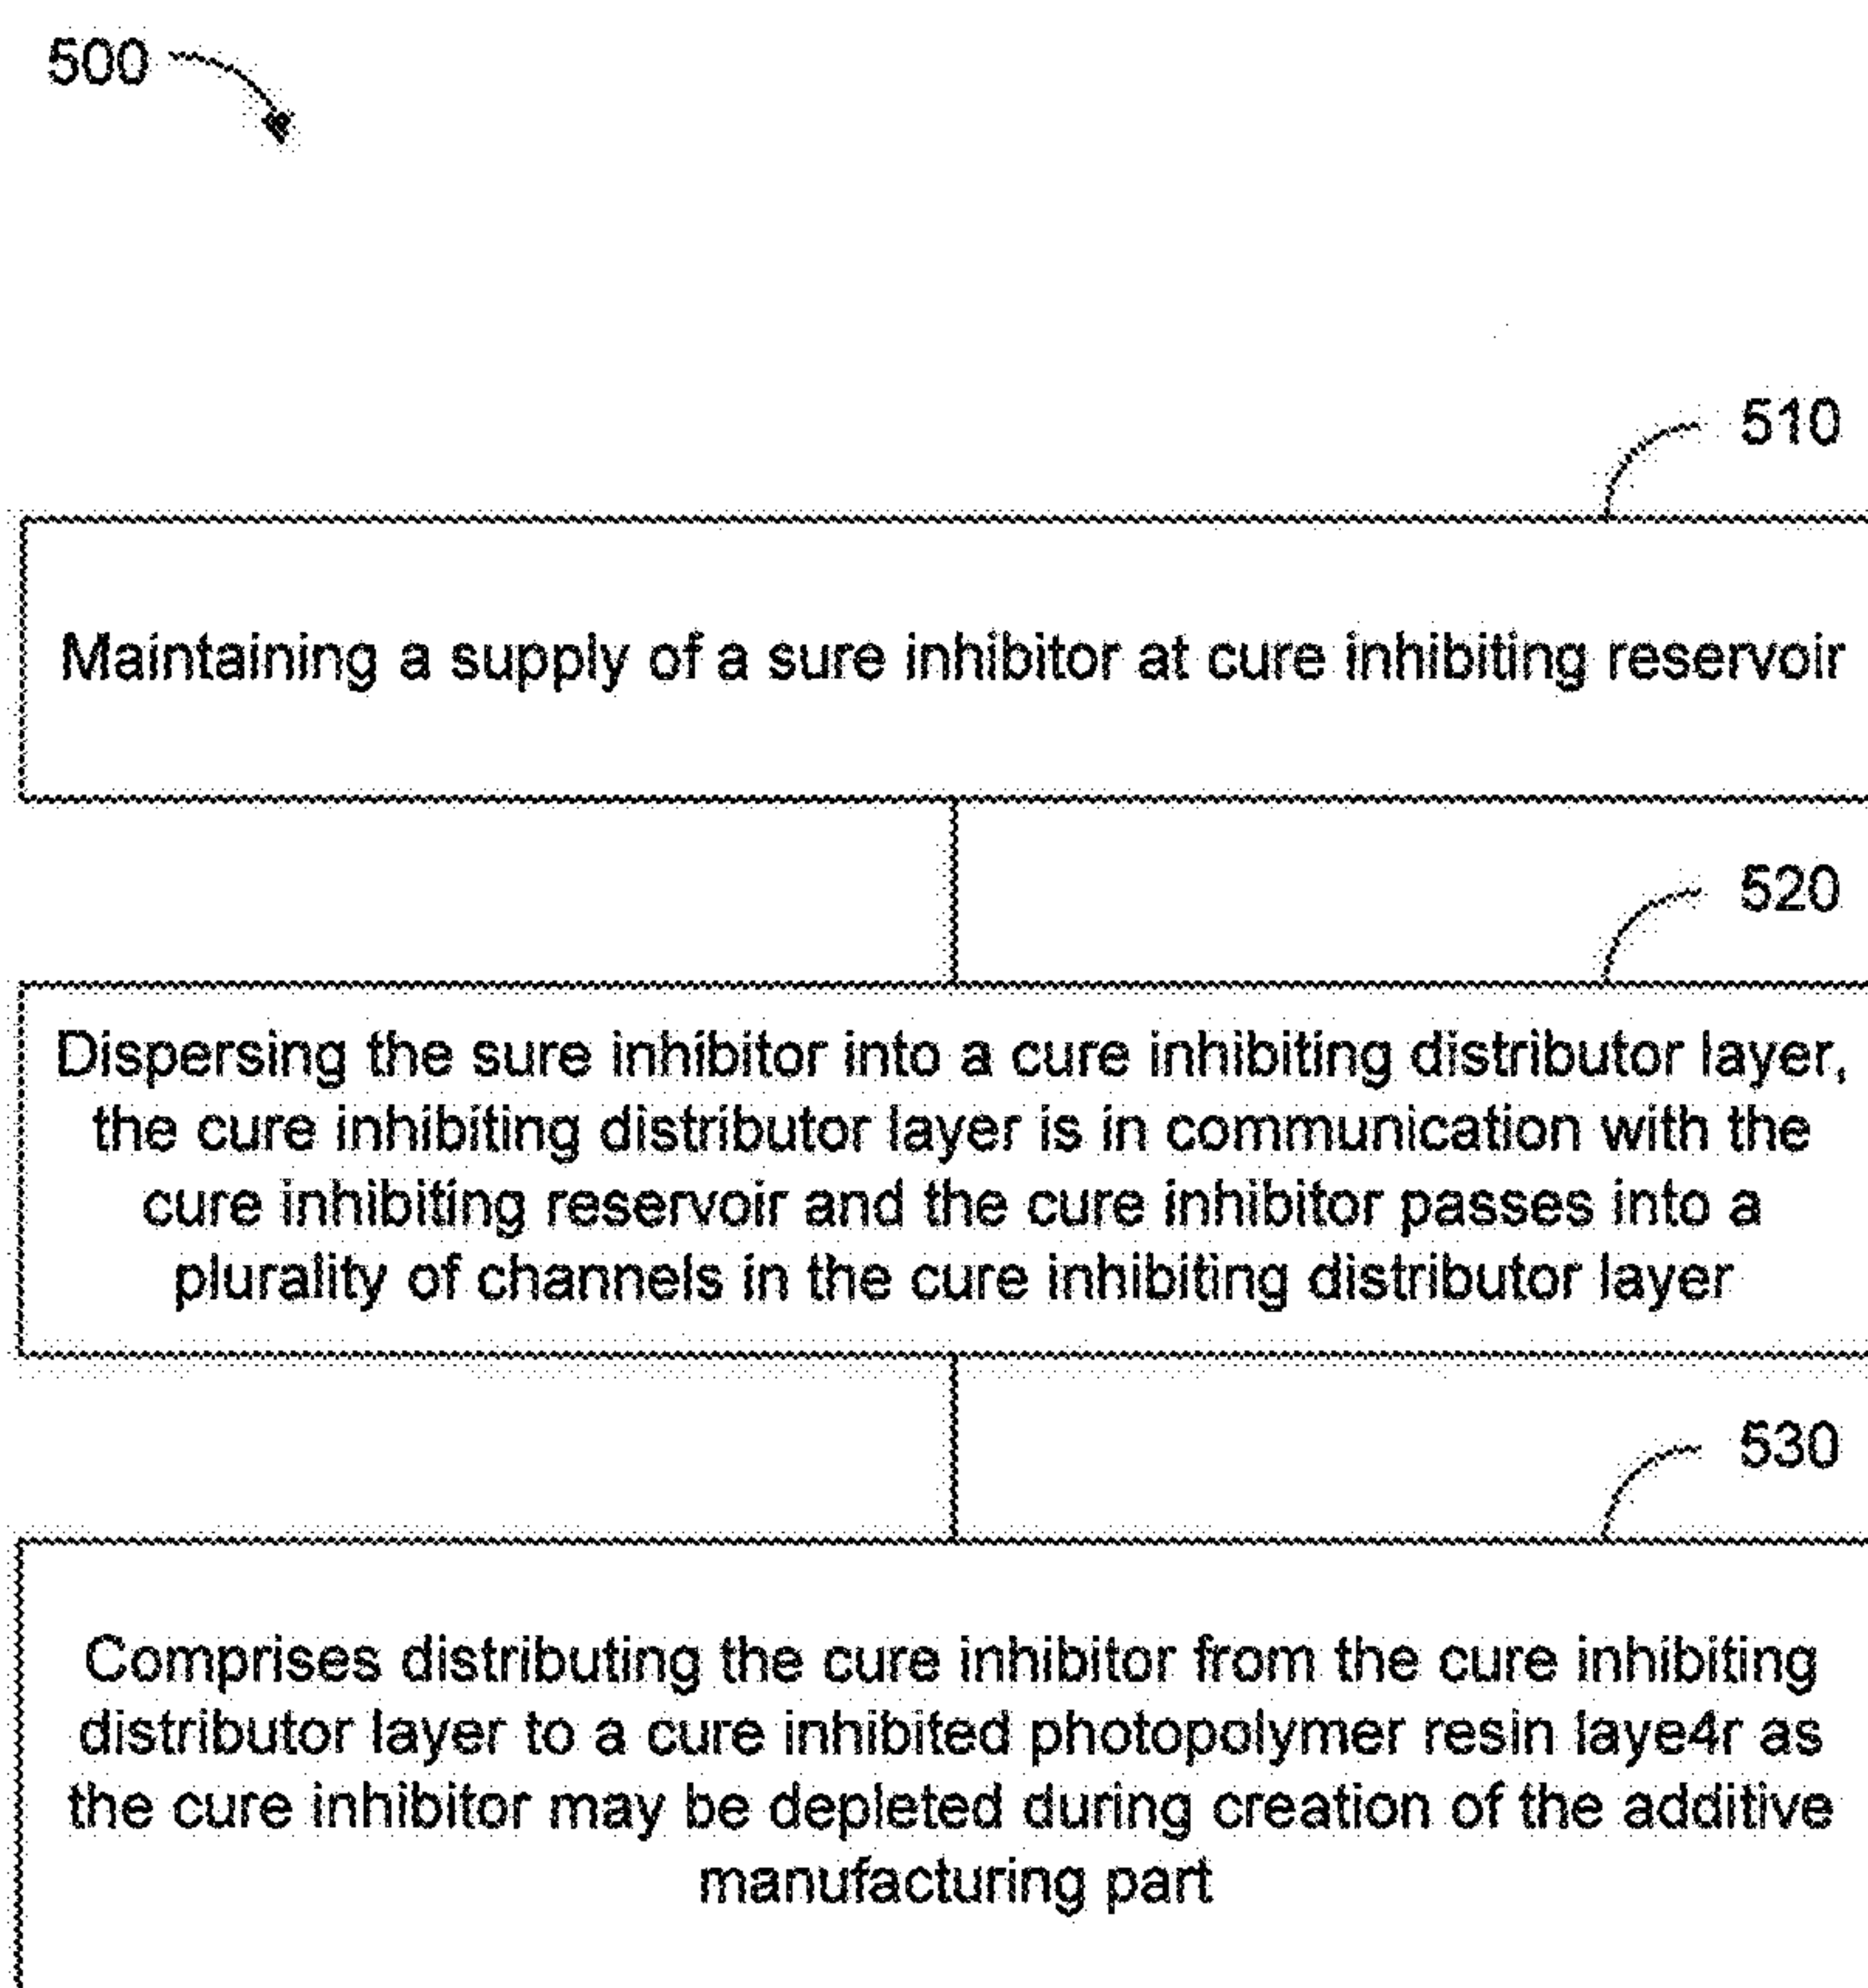 500
510
Maintaining a supply of a sure inhibitor at cure inhibiting reservoir
520
Dispersing the sure inhibitor into a cure inhibiting distributor layer,
the cure inhibiting distributor layer is in communication with the
cure inhibiting reservoir and the cure inhibitor passes into a
plurality of channels in the cure inhibiting distributor layer
530
Comprises distributing the cure inhibitor from the cure inhibiting
distributor layer to a cure inhibited photopolymer resin laye4r as
the cure inhibitor may be depleted during creation of the additive
manufacturing part